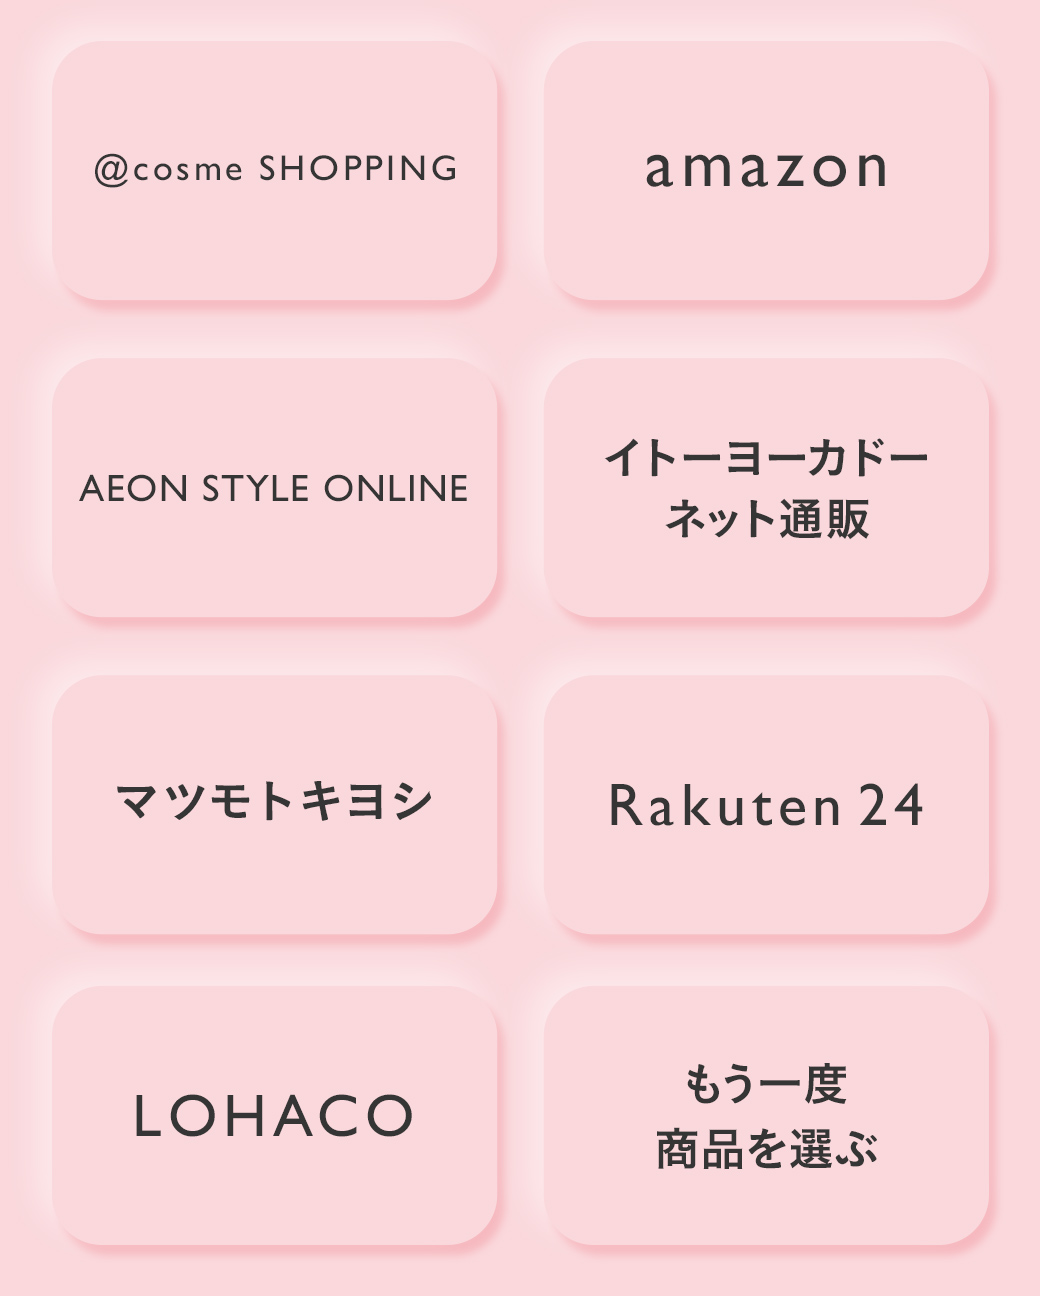 @cosme SHOPPING
amazon
AEON STYLE ONLINE
イトーヨーカドー
ネット通販
マツモトキヨシ
Rakuten 24
LOHACO
もう一度
商品を選ぶ